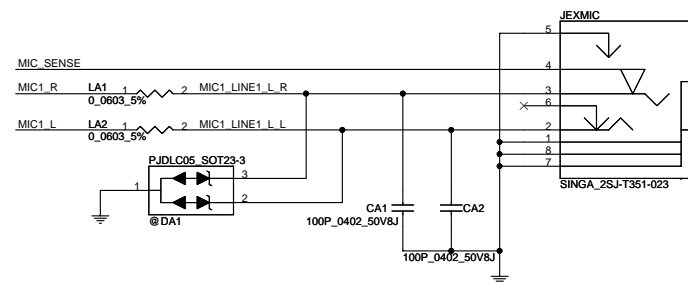 JEXMIC
5
MIC_SENSE
4
MIC1_R LA1 1 2 MIC1_LINE1_L_R 3
0_0603_5%
6
MIC1_L LA2 1 2 MIC1_LINE1_L_L 2
0_0603_5%
1
8
7
PJDLC05_SOT23-3
SINGA_2SJ-T351-023
1 3
2
@DA1
CA1 CA2
100P_0402_50V8J
100P_0402_50V8J